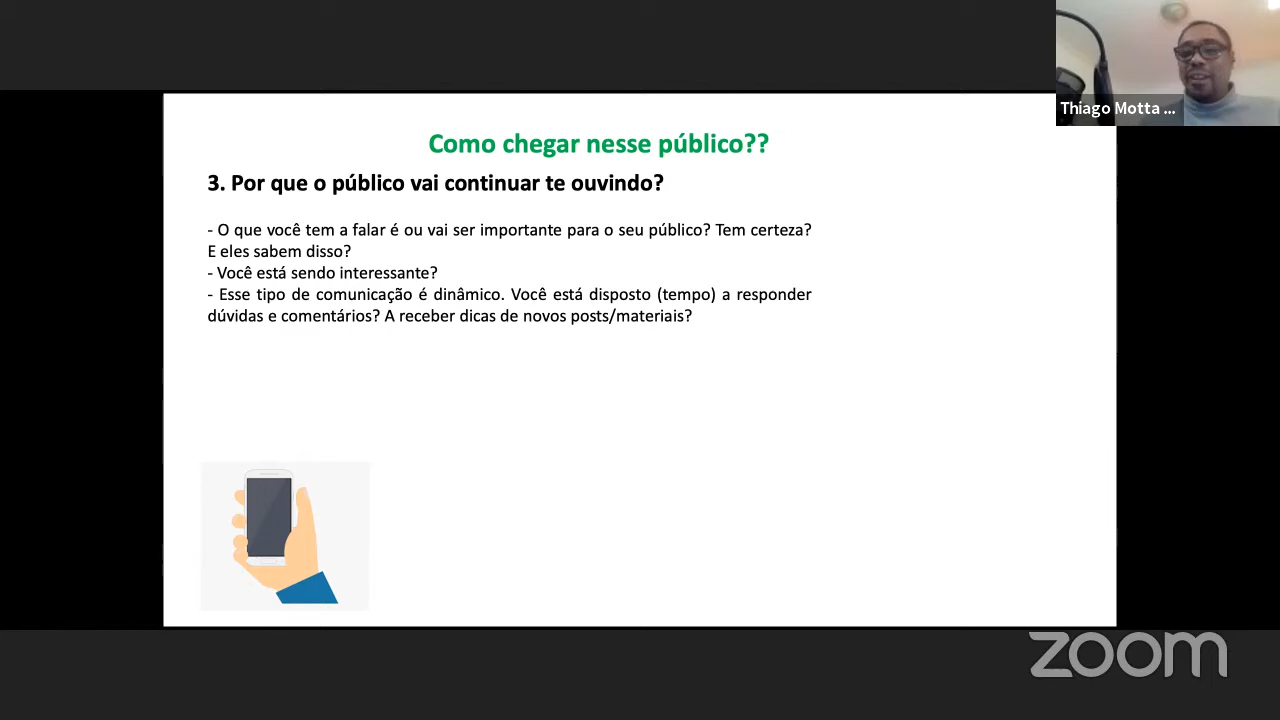 Thiago Motta ...
Como chegar nesse público??
3. Por que o público vai continuar te ouvindo?
- O que você tem a falar é ou vai ser importante para o seu público? Tem certeza?
E eles sabem disso?
- Você está sendo interessante?
- Esse tipo de comunicação é dinâmico. Você está disposto (tempo) a responder
dúvidas e comentários? A receber dicas de novos posts/materiais?
zoom